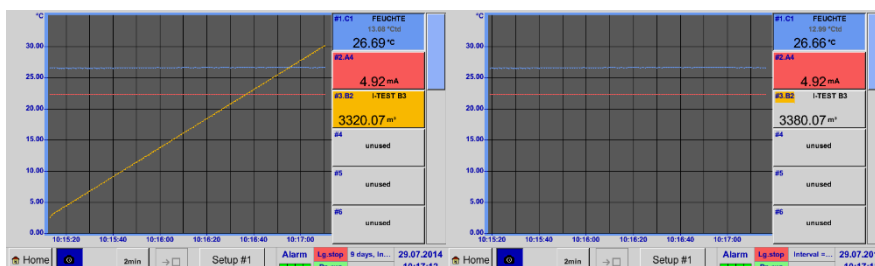 °C
30.00
25.00
20.00
15.00
10.00
5.00
0.00
10:15:20 10:15:40 10:16:00 10:16:20 10:16:40 10:17:00
#1.C1 FEUCHTE
13.00 °Ctd
26.69 °C
#2.A4
4.92 mA
#3.B2 I-TEST B3
3320.07 m³
#4
unused
#5
unused
#6
unused
Home 2min Setup #1 Alarm Lg.stop 9 days, In... 29.07.2014
°C
30.00
25.00
20.00
15.00
10.00
5.00
0.00
10:15:20 10:15:40 10:16:00 10:16:20 10:16:40 10:17:00
#1.C1 FEUCHTE
12.99 °Ctd
26.66 °C
#2.A4
4.92 mA
#3.B2 I-TEST B3
3380.07 m³
#4
unused
#5
unused
#6
unused
Home 2min Setup #1 Alarm Lg.stop Interval =... 29.07.20